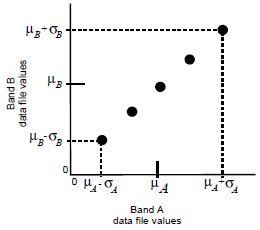 μB+σB
μB
μB-σB
Band B
data file values
0
0 μA-σA μA μA+σA
Band A
data file values